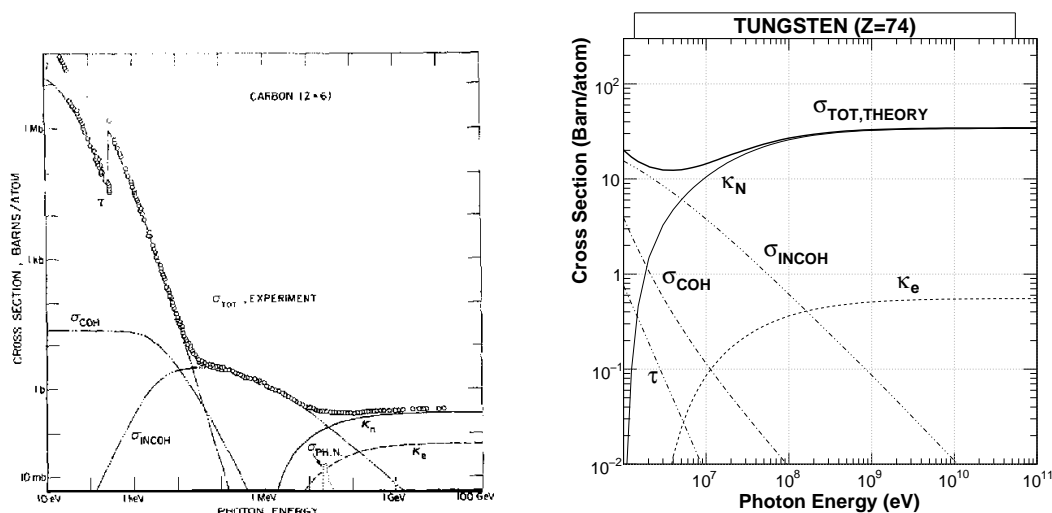 CARBON (Z=6)
CROSS SECTION, BARNS/ATOM
1 Mb
1 kb
1 b
10 mb
τ
σTOT, EXPERIMENT
σCOH
σINCOH
κn
σPH.N.
κe
10 eV
1 keV
1 MeV
1 GeV
100 GeV
PHOTON ENERGY
TUNGSTEN (Z=74)
Cross Section (Barn/atom)
10²
10
1
10⁻¹
10⁻²
σTOT,THEORY
κN
σINCOH
σCOH
κe
τ
10⁷
10⁸
10⁹
10¹⁰
10¹¹
Photon Energy (eV)